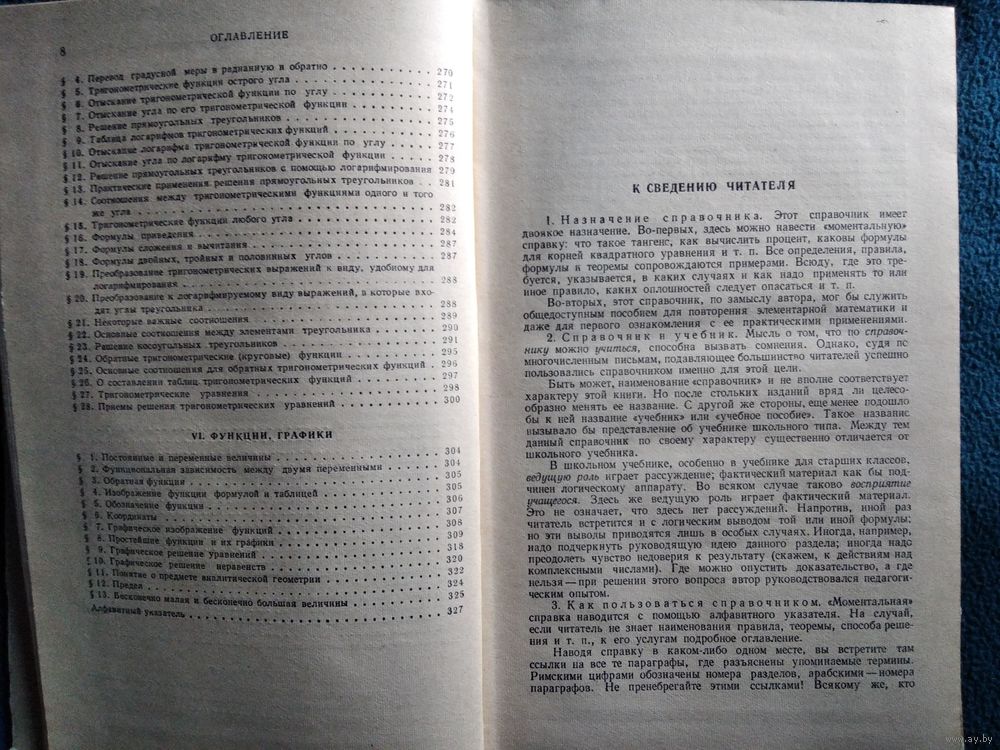 8
ОГЛАВЛЕНИЕ
§ 4. Перевод градусной меры в радианную и обратно . . . . . . . . . . 270
§ 5. Тригонометрические функции острого угла . . . . . . . . . . . . 271
§ 6. Отыскание тригонометрической функции по углу . . . . . . . . . . 272
§ 7. Отыскание угла по его тригонометрической функции . . . . . . . . 274
§ 8. Решение прямоугольных треугольников . . . . . . . . . . . . . 275
§ 9. Таблица логарифмов тригонометрических функций . . . . . . . . . 276
§ 10. Отыскание логарифма тригонометрической функции по углу . . . . 277
§ 11. Отыскание угла по логарифму тригонометрической функции . . . . 278
§ 12. Решение прямоугольных треугольников с помощью логарифмирования 279
§ 13. Практические применения решения прямоугольных треугольников . . 281
§ 14. Соотношения между тригонометрическими функциями одного и того
же угла . . . . . . . . . . . . . . . . . . . . . . . . 282
§ 15. Тригонометрические функции любого угла . . . . . . . . . . . . 282
§ 16. Формулы приведения . . . . . . . . . . . . . . . . . . . 284
§ 17. Формулы сложения и вычитания . . . . . . . . . . . . . . . 287
§ 18. Формулы двойных, тройных и половинных углов . . . . . . . . . 287
§ 19. Преобразование тригонометрических выражений к виду, удобному для
логарифмирования . . . . . . . . . . . . . . . . . . . . 288
§ 20. Преобразование к логарифмируемому виду выражений, в которые вхо-
дят углы треугольника . . . . . . . . . . . . . . . . . . 288
§ 21. Некоторые важные соотношения . . . . . . . . . . . . . . . 289
§ 22. Основные соотношения между элементами треугольника . . . . . . 290
§ 23. Решение косоугольных треугольников . . . . . . . . . . . . . 291
§ 24. Обратные тригонометрические (круговые) функции . . . . . . . . 295
§ 25. Основные соотношения для обратных тригонометрических функций . . 296
§ 26. О составлении таблиц тригонометрических функций . . . . . . . . 297
§ 27. Тригонометрические уравнения . . . . . . . . . . . . . . . 298
§ 28. Приемы решения тригонометрических уравнений . . . . . . . . . 300
VI. ФУНКЦИИ, ГРАФИКИ
§ 1. Постоянные и переменные величины . . . . . . . . . . . . . . 304
§ 2. Функциональная зависимость между двумя переменными . . . . . . 304
§ 3. Обратная функция . . . . . . . . . . . . . . . . . . . . 305
§ 4. Изображение функции формулой и таблицей . . . . . . . . . . . 305
§ 5. Обозначение функции . . . . . . . . . . . . . . . . . . . 306
§ 6. Координаты . . . . . . . . . . . . . . . . . . . . . . 307
§ 7. Графическое изображение функций . . . . . . . . . . . . . . 308
§ 8. Простейшие функции и их графики . . . . . . . . . . . . . . 309
§ 9. Графическое решение уравнений . . . . . . . . . . . . . . . 318
§ 10. Графическое решение неравенств . . . . . . . . . . . . . . 320
§ 11. Понятие о предмете аналитической геометрии . . . . . . . . . . 322
§ 12. Предел . . . . . . . . . . . . . . . . . . . . . . . . 324
§ 13. Бесконечно малая и бесконечно большая величины . . . . . . . . 325
Алфавитный указатель . . . . . . . . . . . . . . . . . . . . 327
К СВЕДЕНИЮ ЧИТАТЕЛЯ
1. Назначение справочника. Этот справочник имеет
двоякое назначение. Во-первых, здесь можно навести «моментальную»
справку: что такое тангенс, как вычислить процент, каковы формулы
для корней квадратного уравнения и т. п. Все определения, правила,
формулы и теоремы сопровождаются примерами. Всюду, где это тре-
буется, указывается, в каких случаях и как надо применять то или
иное правило, каких оплошностей следует опасаться и т. п.
Во-вторых, этот справочник, по замыслу автора, мог бы служить
общедоступным пособием для повторения элементарной математики и
даже для первого ознакомления с ее практическими применениями.
2. Справочник и учебник. Мысль о том, что по справоч-
нику можно учиться, способна вызвать сомнения. Однако, судя по
многочисленным письмам, подавляющее большинство читателей успешно
пользовались справочником именно для этой цели.
Быть может, наименование «справочник» и не вполне соответствует
характеру этой книги. Но после стольких изданий вряд ли целесо-
образно менять ее название. С другой же стороны, еще менее подошло
бы к ней название «учебник» или «учебное пособие». Такое название
вызывало бы представление об учебнике школьного типа. Между тем
данный справочник по своему характеру существенно отличается от
школьного учебника.
В школьном учебнике, особенно в учебнике для старших классов,
ведущую роль играет рассуждение; фактический материал как бы под-
чинен логическому аппарату. Во всяком случае таково восприятие
учащегося. Здесь же ведущую роль играет фактический материал.
Это не означает, что здесь нет рассуждений. Напротив, иной раз
читатель встретится и с логическим выводом той или иной формулы;
но эти выводы приводятся лишь в особых случаях. Иногда, например,
надо подчеркнуть руководящую идею данного раздела; иногда надо
преодолеть чувство недоверия к результату (скажем, к действиям над
комплексными числами). Где можно опустить доказательство, а где
нельзя — при решении этого вопроса автор руководствовался педагоги-
ческим опытом.
3. Как пользоваться справочником. «Моментальная»
справка наводится с помощью алфавитного указателя. На случай,
если читатель не знает наименования правила, теоремы, способа реше-
ния и т. п., к его услугам подробное оглавление.
Наводя справку в каком-либо одном месте, вы встретите там
ссылки на все те параграфы, где разъяснены упоминаемые термины.
Римскими цифрами обозначены номера разделов, арабскими — номера
параграфов. Не пренебрегайте этими ссылками! Всякому же, кто
www.ay.by